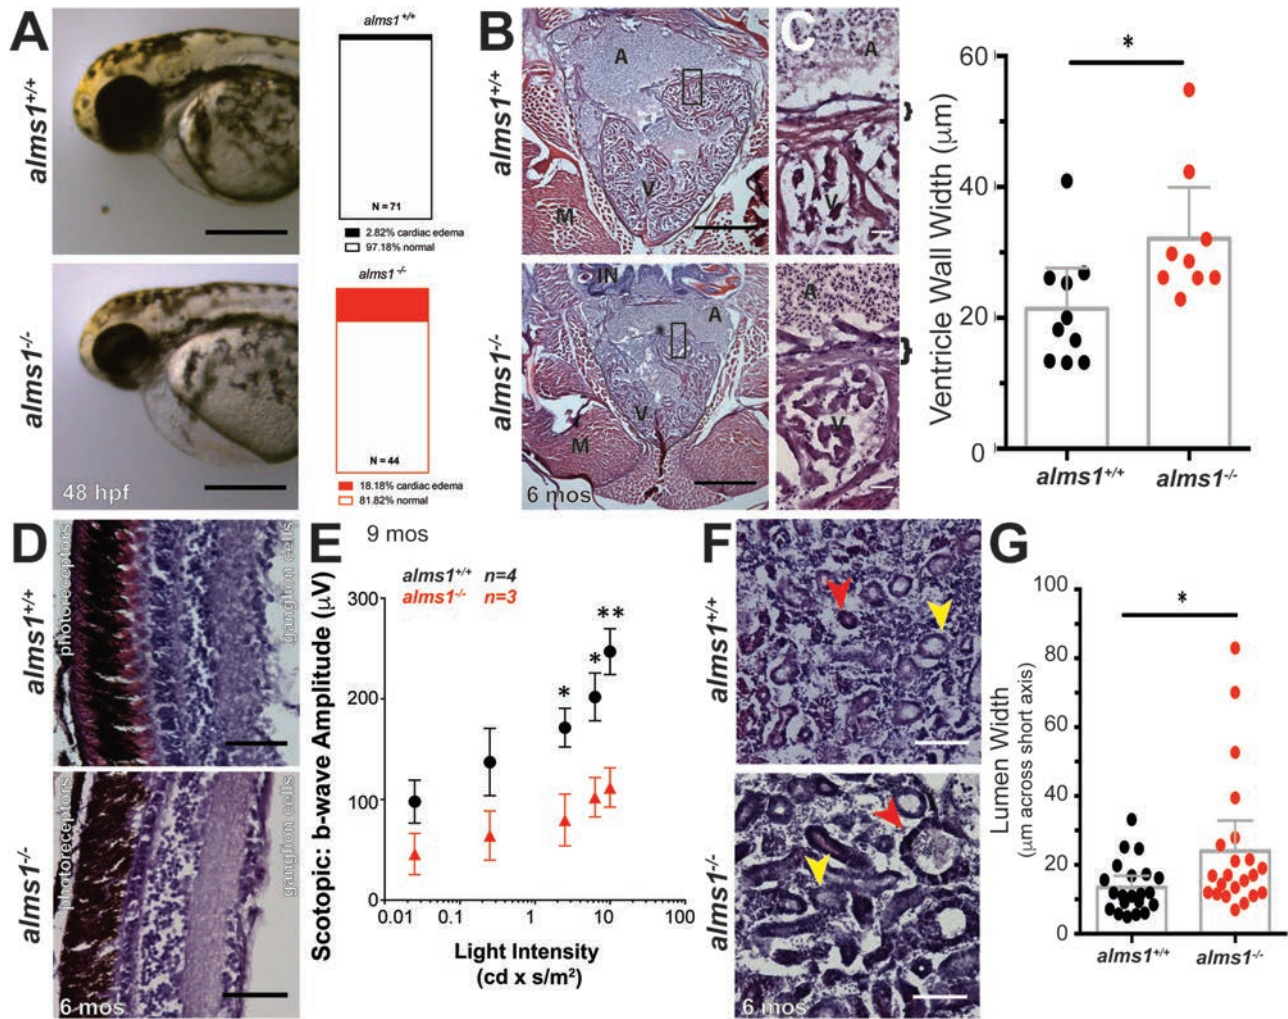 A
alms1+/+
alms1+/+
N = 71
2.82% cardiac edema
97.18% normal
alms1-/-
48 hpf
alms1-/-
N = 44
18.18% cardiac edema
81.82% normal
B
alms1+/+
A
V
M
alms1-/-
IN
A
V
M
6 mos
C
A
}
V
A
}
V
Ventricle Wall Width (μm)
60
40
20
0
*
alms1+/+
alms1-/-
D
alms1+/+
photoreceptors
ganglion cells
alms1-/-
photoreceptors
ganglion cells
6 mos
E
9 mos
alms1+/+ n=4
alms1-/- n=3
Scotopic: b-wave Amplitude (μV)
300
200
100
0
*
*
**
0.01
0.1
1
10
100
Light Intensity
(cd x s/m²)
F
alms1+/+
alms1-/-
6 mos
G
Lumen Width
(μm across short axis)
100
80
60
40
20
0
*
alms1+/+
alms1-/-